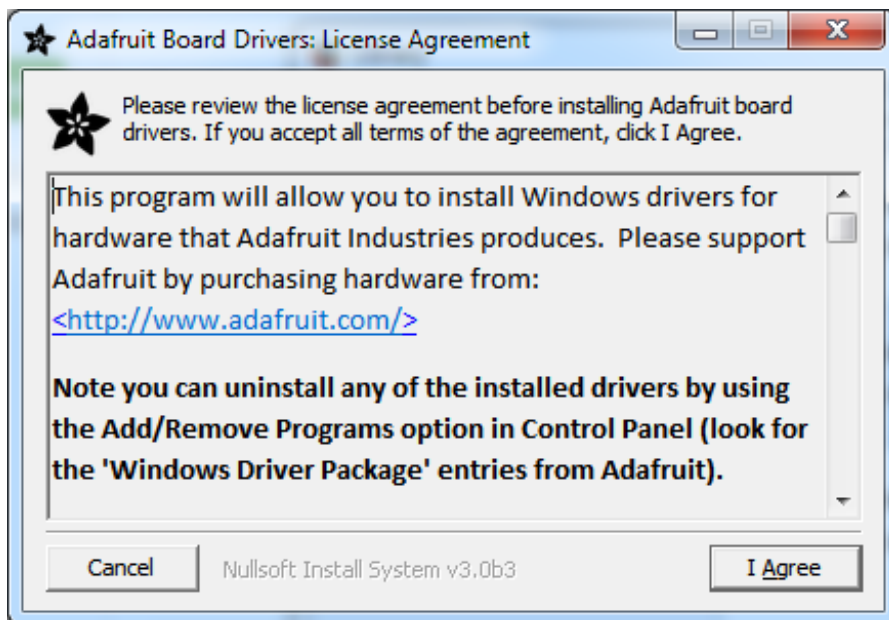 Adafruit Board Drivers: License Agreement
Please review the license agreement before installing Adafruit board
drivers. If you accept all terms of the agreement, click I Agree.
This program will allow you to install Windows drivers for
hardware that Adafruit Industries produces.  Please support
Adafruit by purchasing hardware from:
<http://www.adafruit.com/>
Note you can uninstall any of the installed drivers by using
the Add/Remove Programs option in Control Panel (look for
the 'Windows Driver Package' entries from Adafruit).
Cancel Nullsoft Install System v3.0b3 I Agree